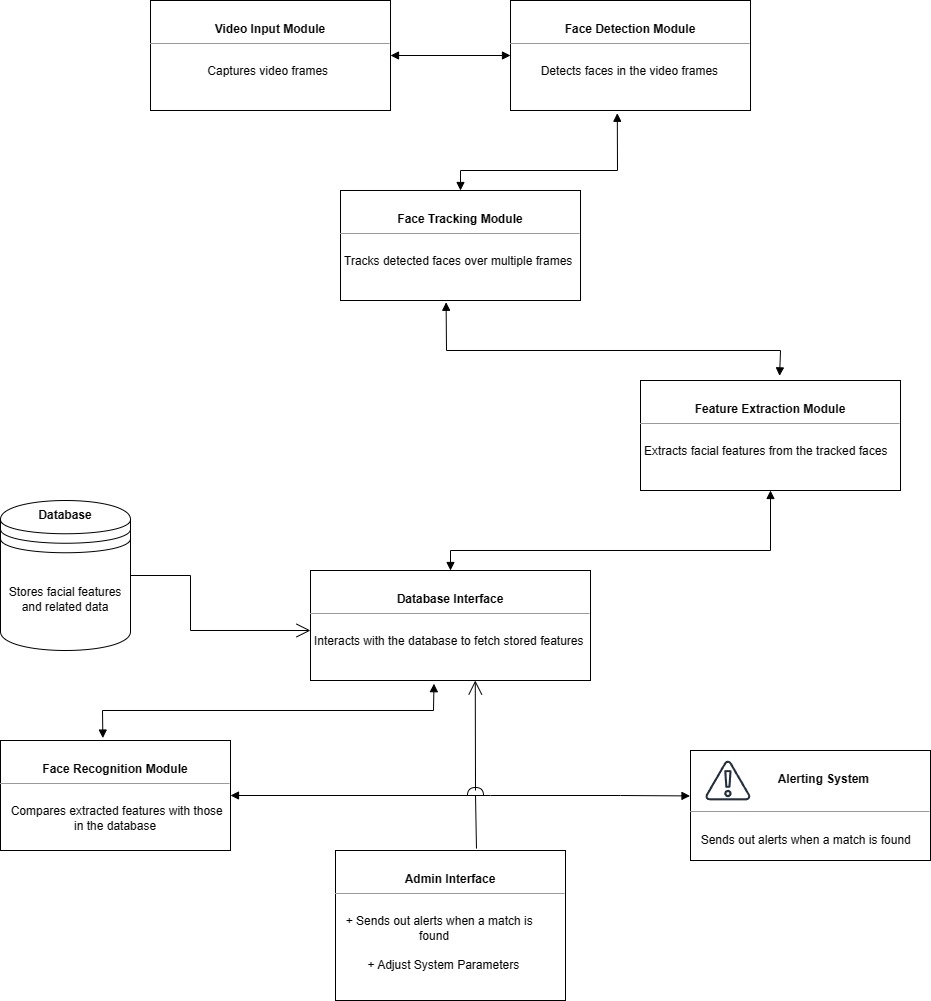 Video Input Module
Captures video frames
Face Detection Module
Detects faces in the video frames
Face Tracking Module
Tracks detected faces over multiple frames
Feature Extraction Module
Extracts facial features from the tracked faces
Database
Stores facial features
and related data
Database Interface
Interacts with the database to fetch stored features
Face Recognition Module
Compares extracted features with those
in the database
Alerting System
Sends out alerts when a match is found
Admin Interface
+ Sends out alerts when a match is
found
+ Adjust System Parameters